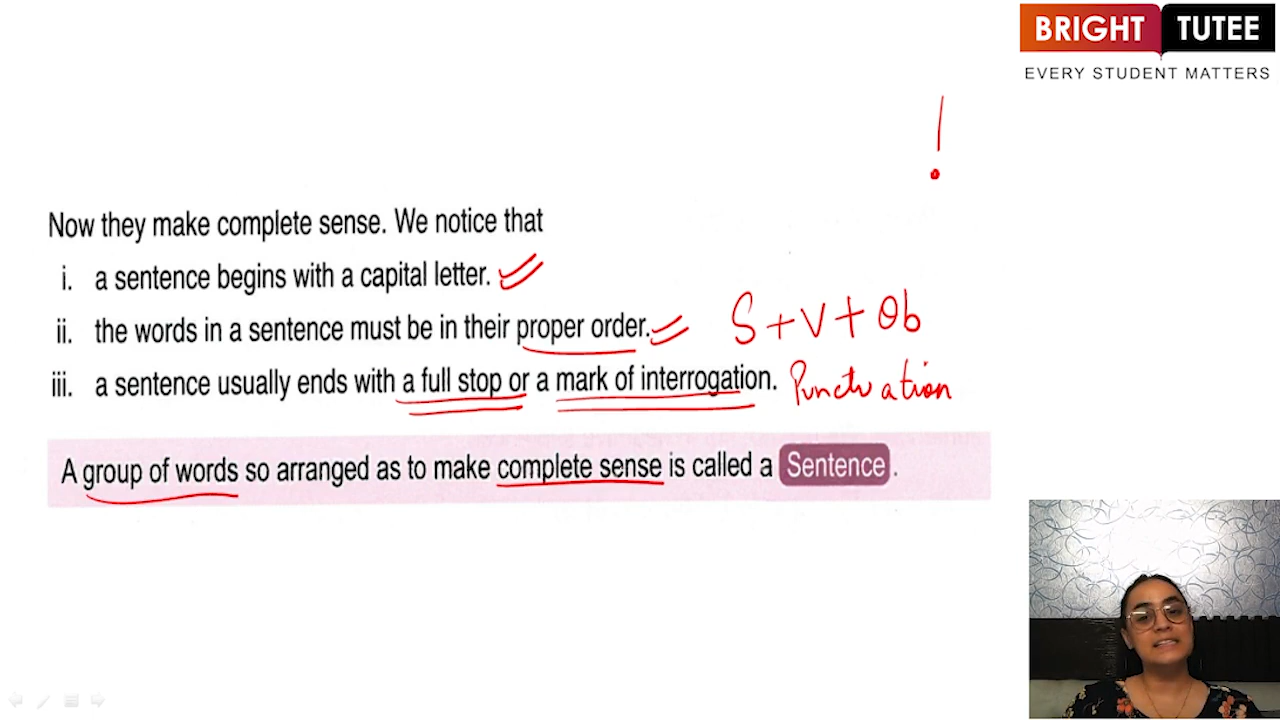 BRIGHT TUTEE
EVERY STUDENT MATTERS
!
Now they make complete sense. We notice that
i. a sentence begins with a capital letter.
ii. the words in a sentence must be in their proper order. S+V+Ob
iii. a sentence usually ends with a full stop or a mark of interrogation. Punctuation
A group of words so arranged as to make complete sense is called a Sentence.